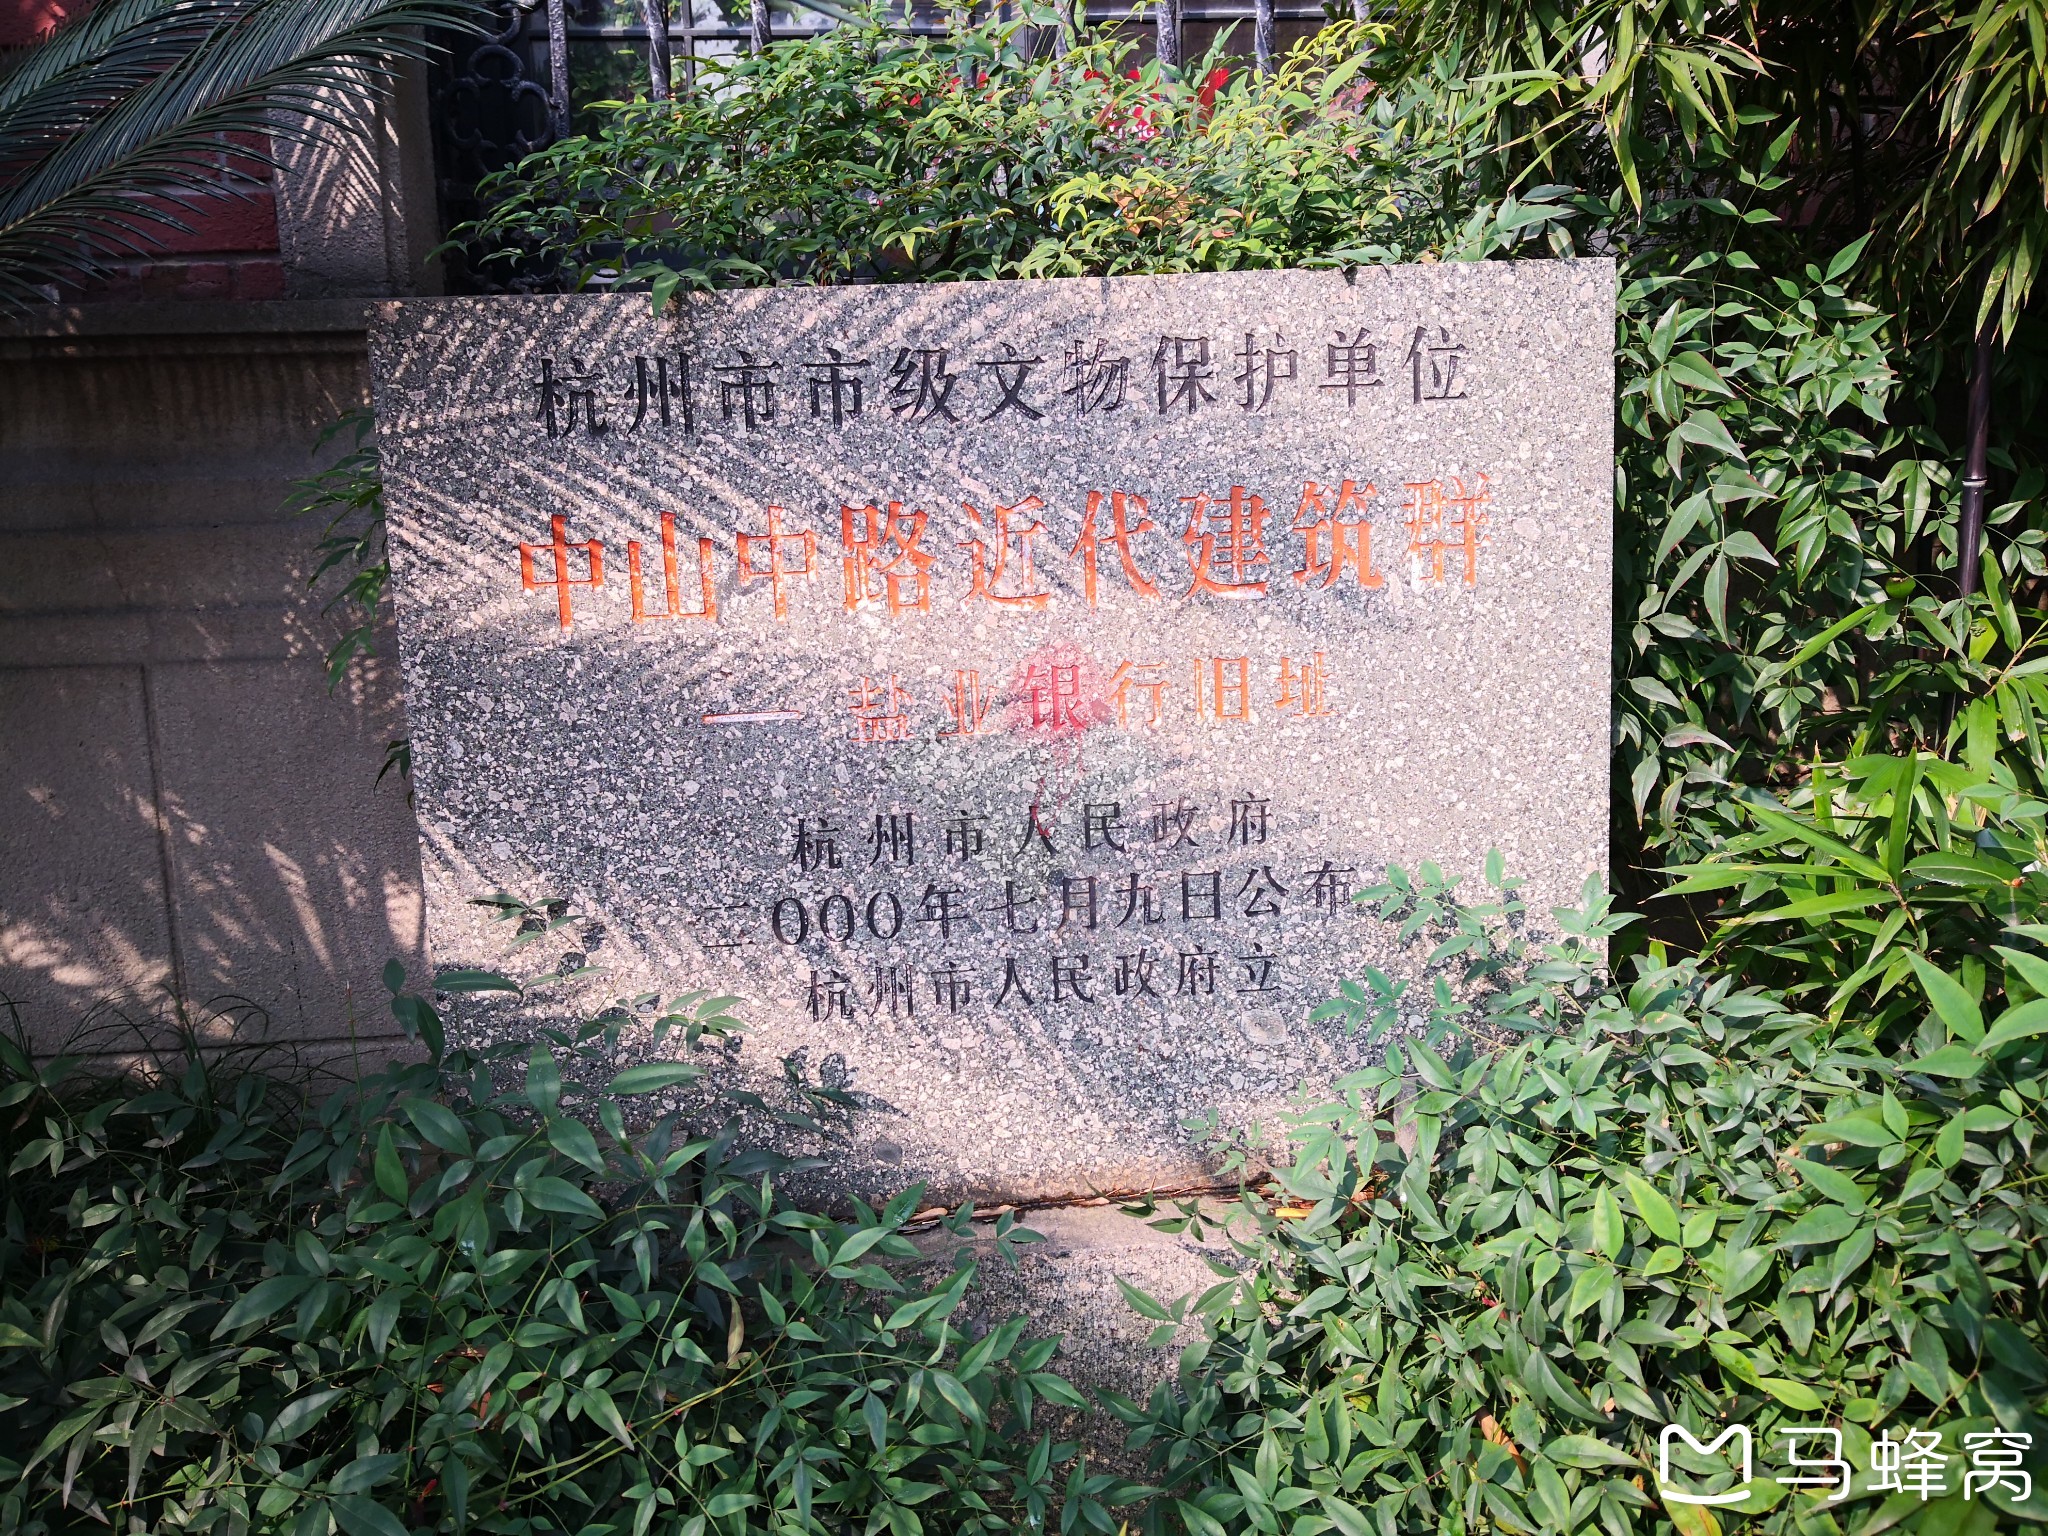 杭州市市级文物保护单位
中山中路近代建筑群
—盐业银行旧址
杭州市人民政府
二000年七月九日公布
杭州市人民政府立
马蜂窝